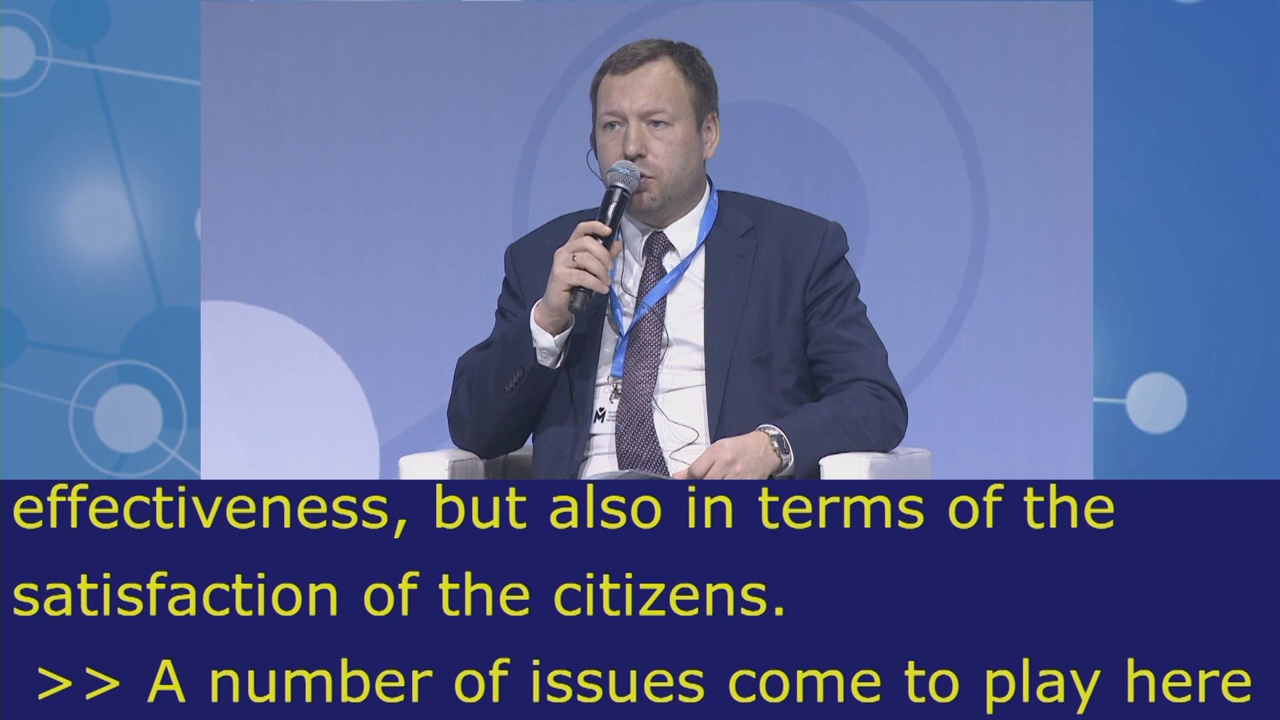 effectiveness, but also in terms of the
satisfaction of the citizens.
>> A number of issues come to play here